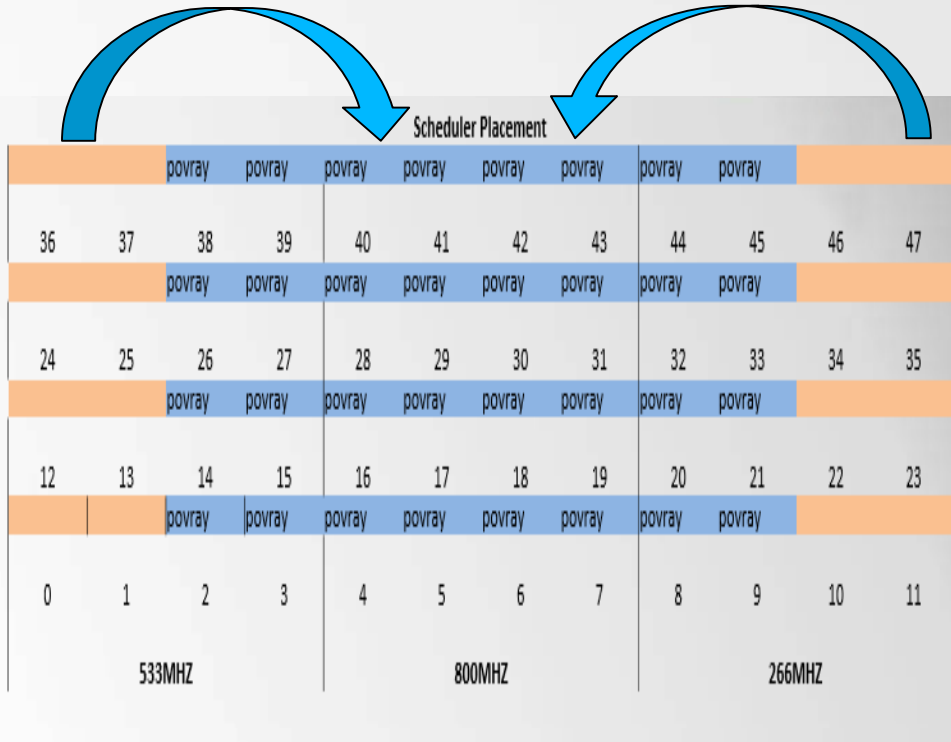 Scheduler Placement
povray povray povray povray povray povray povray povray
36 37 38 39 40 41 42 43 44 45 46 47
povray povray povray povray povray povray povray povray
24 25 26 27 28 29 30 31 32 33 34 35
povray povray povray povray povray povray povray povray
12 13 14 15 16 17 18 19 20 21 22 23
povray povray povray povray povray povray povray povray
0 1 2 3 4 5 6 7 8 9 10 11
533MHZ 800MHZ 266MHZ